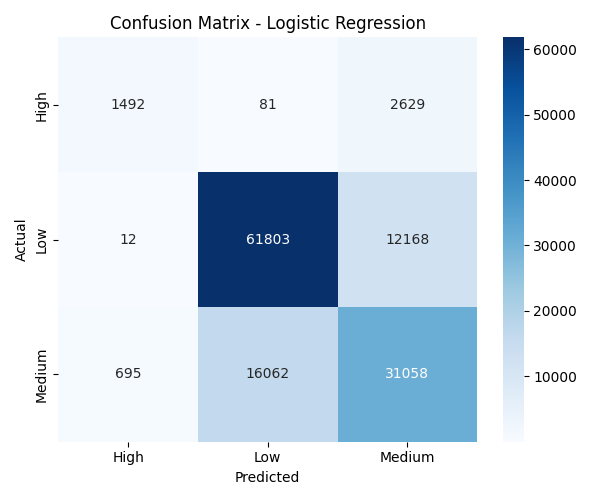 Confusion Matrix - Logistic Regression
High 1492 81 2629
Low 12 61803 12168
Medium 695 16062 31058
High Low Medium
Predicted
Actual
60000
50000
40000
30000
20000
10000